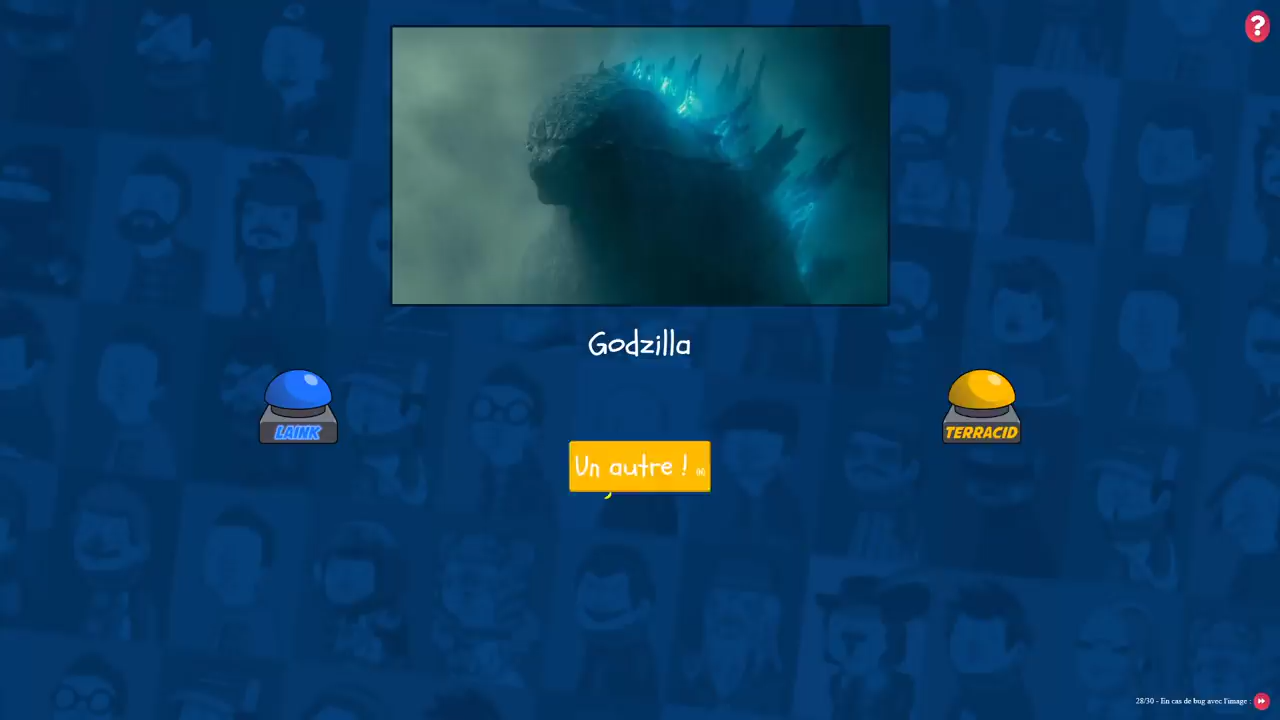 ?
Godzilla
LAINK
TERRACID
Un autre !
28/30 - En cas de bug avec l'image :